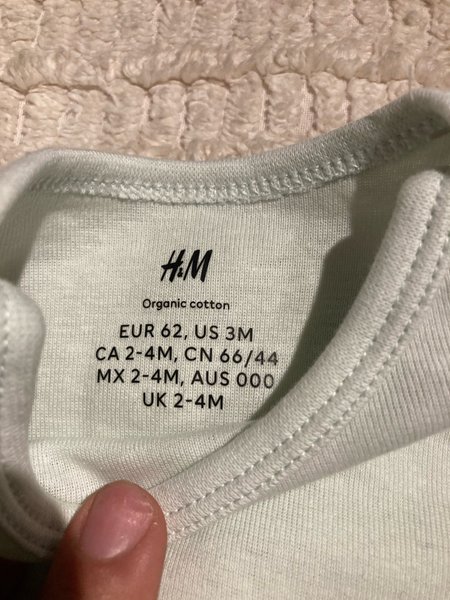 H&M
Organic cotton
EUR 62, US 3M
CA 2-4M, CN 66/44
MX 2-4M, AUS 000
UK 2-4M